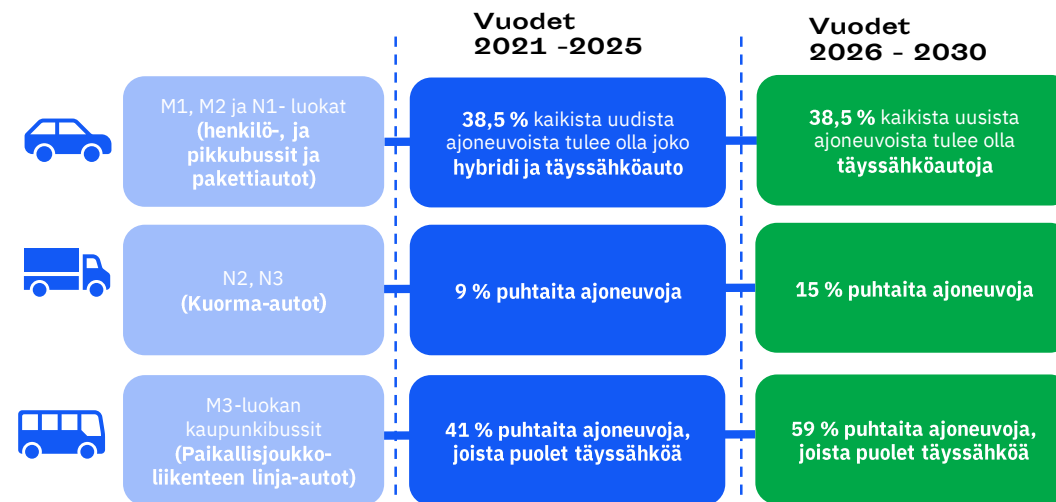 Vuodet
2021 -2025
Vuodet
2026 - 2030
M1, M2 ja N1- luokat
(henkilö-, ja
pikkubussit ja
pakettiautot)
38,5 % kaikista uudista
ajoneuvoista tulee olla joko
hybridi ja täyssähköauto
38,5 % kaikista uusista
ajoneuvoista tulee olla
täyssähköautoja
N2, N3
(Kuorma-autot)
9 % puhtaita ajoneuvoja
15 % puhtaita ajoneuvoja
M3-luokan
kaupunkibussit
(Paikallisjoukko-
liikenteen linja-autot)
41 % puhtaita ajoneuvoja,
joista puolet täyssähköä
59 % puhtaita ajoneuvoja,
joista puolet täyssähköä